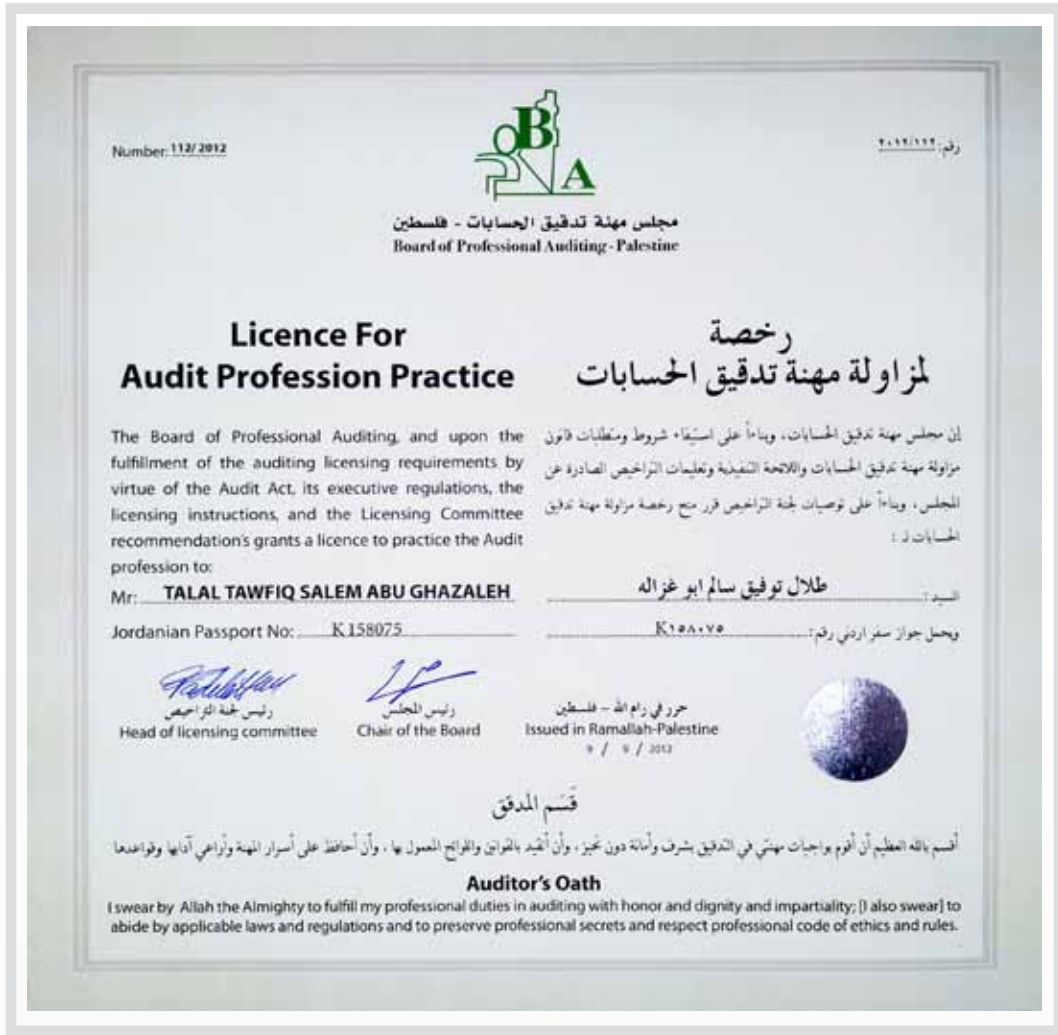 Number: 112/ 2012
رقم: ٢٠١٢/١١٢
B
A
مجلس مهنة تدقيق الحسابات - فلسطين
Board of Professional Auditing - Palestine
Licence For
Audit Profession Practice
رخصة
لمزاولة مهنة تدقيق الحسابات
The Board of Professional Auditing, and upon the
fulfillment of the auditing licensing requirements by
virtue of the Audit Act, its executive regulations, the
licensing instructions, and the Licensing Committee
recommendation's grants a licence to practice the Audit
profession to:
إن مجلس مهنة تدقيق الحسابات، وبناءاً على استيفاء شروط ومتطلبات قانون
مزاولة مهنة تدقيق الحسابات واللائحة التنفيذية وتعليمات التراخيص الصادرة عن
المجلس، وبناءاً على توصيات لجنة التراخيص قرر منح رخصة مزاولة مهنة تدقيق
الحسابات لـ :
Mr: TALAL TAWFIQ SALEM ABU GHAZALEH
السيد: طلال توفيق سالم ابو غزاله
Jordanian Passport No: K 158075
ويحمل جواز سفر اردني رقم: K١٥٨٠٧٥
رئيس لجنة التراخيص
Head of licensing committee
رئيس المجلس
Chair of the Board
حرر في رام الله - فلسطين
Issued in Ramallah-Palestine
9 / 9 / 2012
قَسَم المدقق
أقسم بالله العظيم أن أقوم بواجبات مهنتي في التدقيق بشرف وأمانة دون تحيز، وأن أتقيد بالقوانين واللوائح المعمول بها، وأن أحافظ على أسرار المهنة وأراعي آدابها وقواعدها
Auditor's Oath
I swear by Allah the Almighty to fulfill my professional duties in auditing with honor and dignity and impartiality; [I also swear] to
abide by applicable laws and regulations and to preserve professional secrets and respect professional code of ethics and rules.